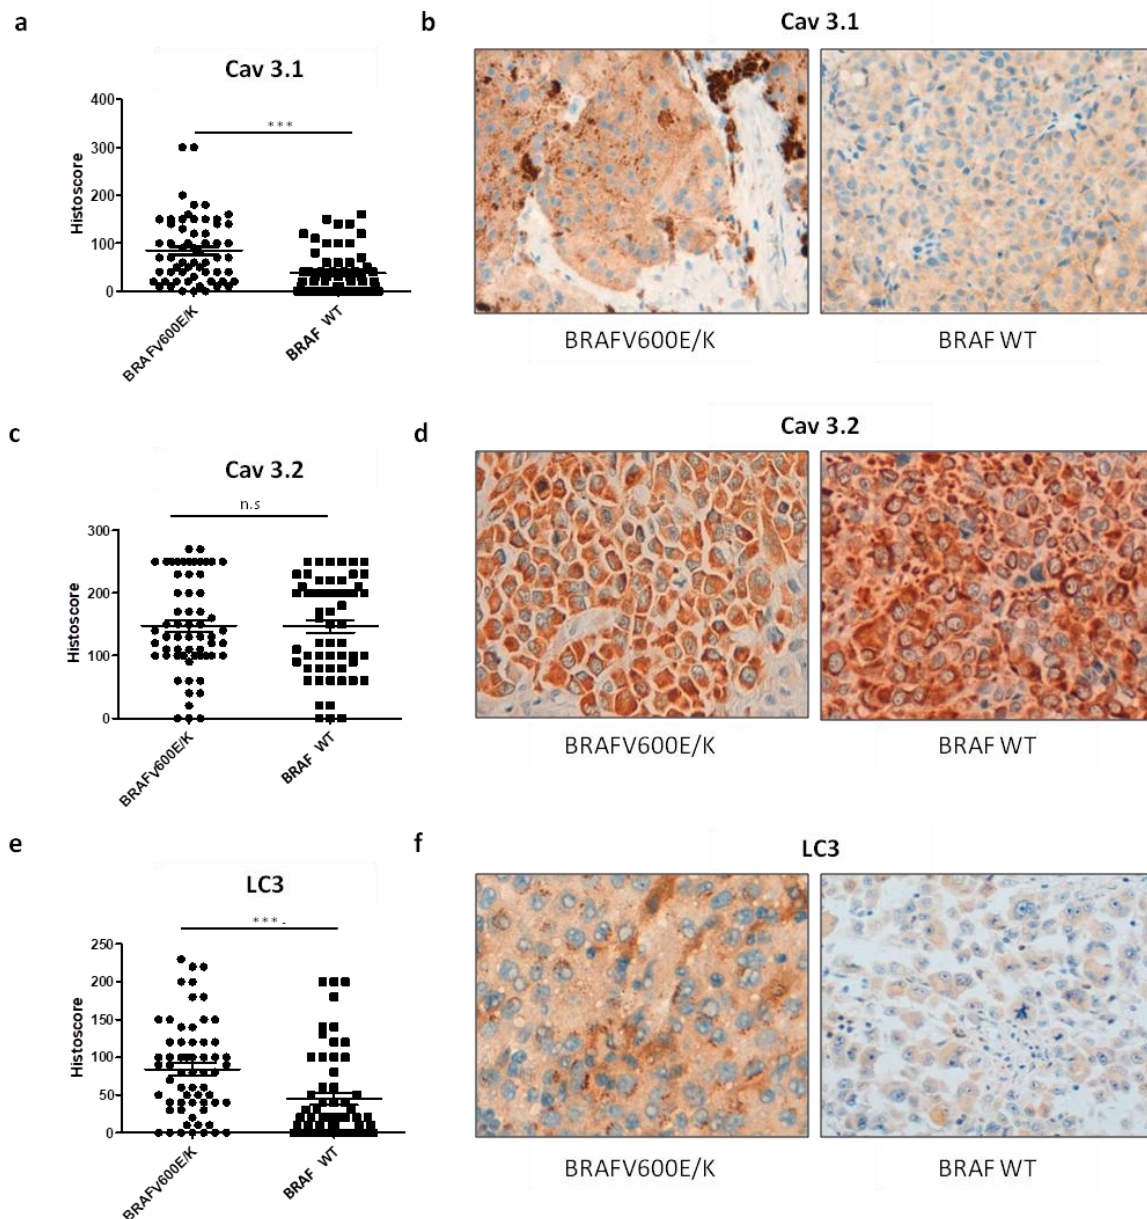 a
Cav 3.1
400
300
200
100
0
Histoscore
***
BRAFV600E/K
BRAF WT
b
Cav 3.1
BRAFV600E/K
BRAF WT
c
Cav 3.2
n.s
300
200
100
0
Histoscore
BRAFV600E/K
BRAF WT
d
Cav 3.2
BRAFV600E/K
BRAF WT
e
LC3
***-
250
200
150
100
50
0
Histoscore
BRAFV600E/K
BRAF WT
f
LC3
BRAFV600E/K
BRAF WT